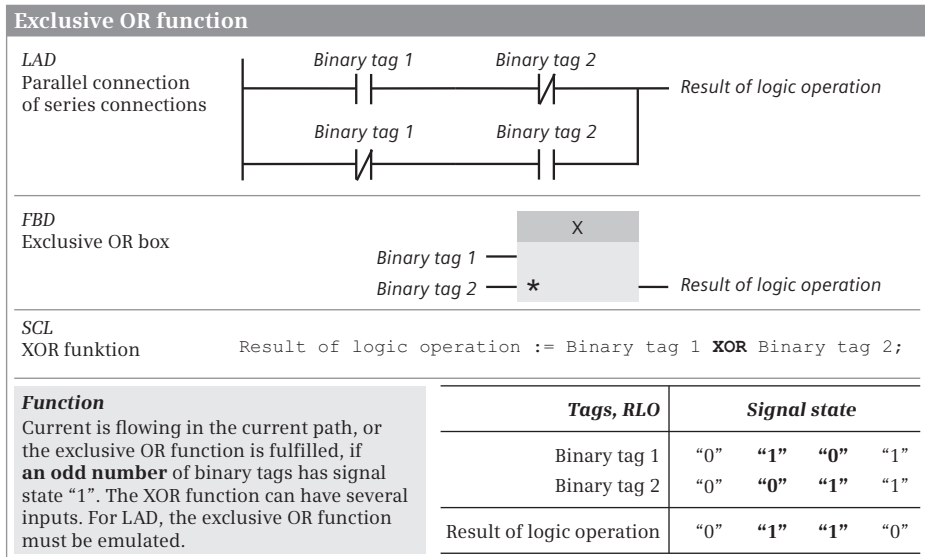 Exclusive OR function
LAD
Parallel connection
of series connections
Binary tag 1 Binary tag 2
Result of logic operation
Binary tag 1 Binary tag 2
FBD
Exclusive OR box
X
Binary tag 1
Binary tag 2 * Result of logic operation
SCL
XOR funktion
Result of logic operation := Binary tag 1 XOR Binary tag 2;
Function
Current is flowing in the current path, or
the exclusive OR function is fulfilled, if
an odd number of binary tags has signal
state “1”. The XOR function can have several
inputs. For LAD, the exclusive OR function
must be emulated.
Tags, RLO Signal state
Binary tag 1 “0” “1” “0” “1”
Binary tag 2 “0” “0” “1” “1”
Result of logic operation “0” “1” “1” “0”